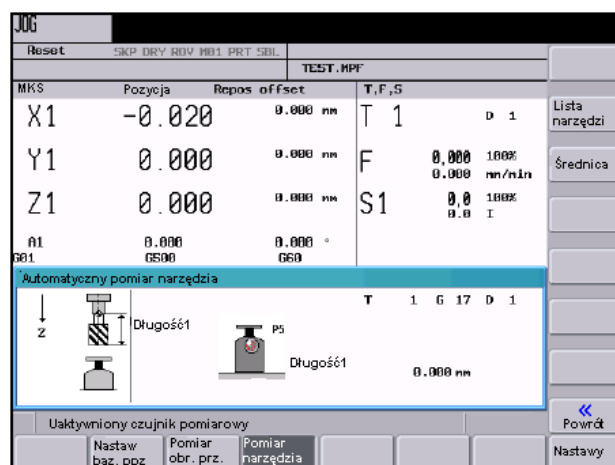 JOG
Reset SKP DRY ROV M01 PRT SBL
TEST.MPF
MKS Pozycja Repos offset T,F,S
X1 -0.020 0.000 mm T 1 D 1
Y1 0.000 0.000 mm F 0,000 100%
0.000 mm/min
Z1 0.000 0.000 mm S1 0,0 100%
0.0 I
A1 0.000 0.000 °
G01 G500 G60
Automatyczny pomiar narzędzia
T 1 G 17 D 1
Z Długość1 P5
Długość1
0.000 mm
Uaktywniony czujnik pomiarowy
Nastaw baz. ppz
Pomiar obr. prz.
Pomiar narzędzia
Lista narzędzi
Średnica
« Powrót
Nastawy